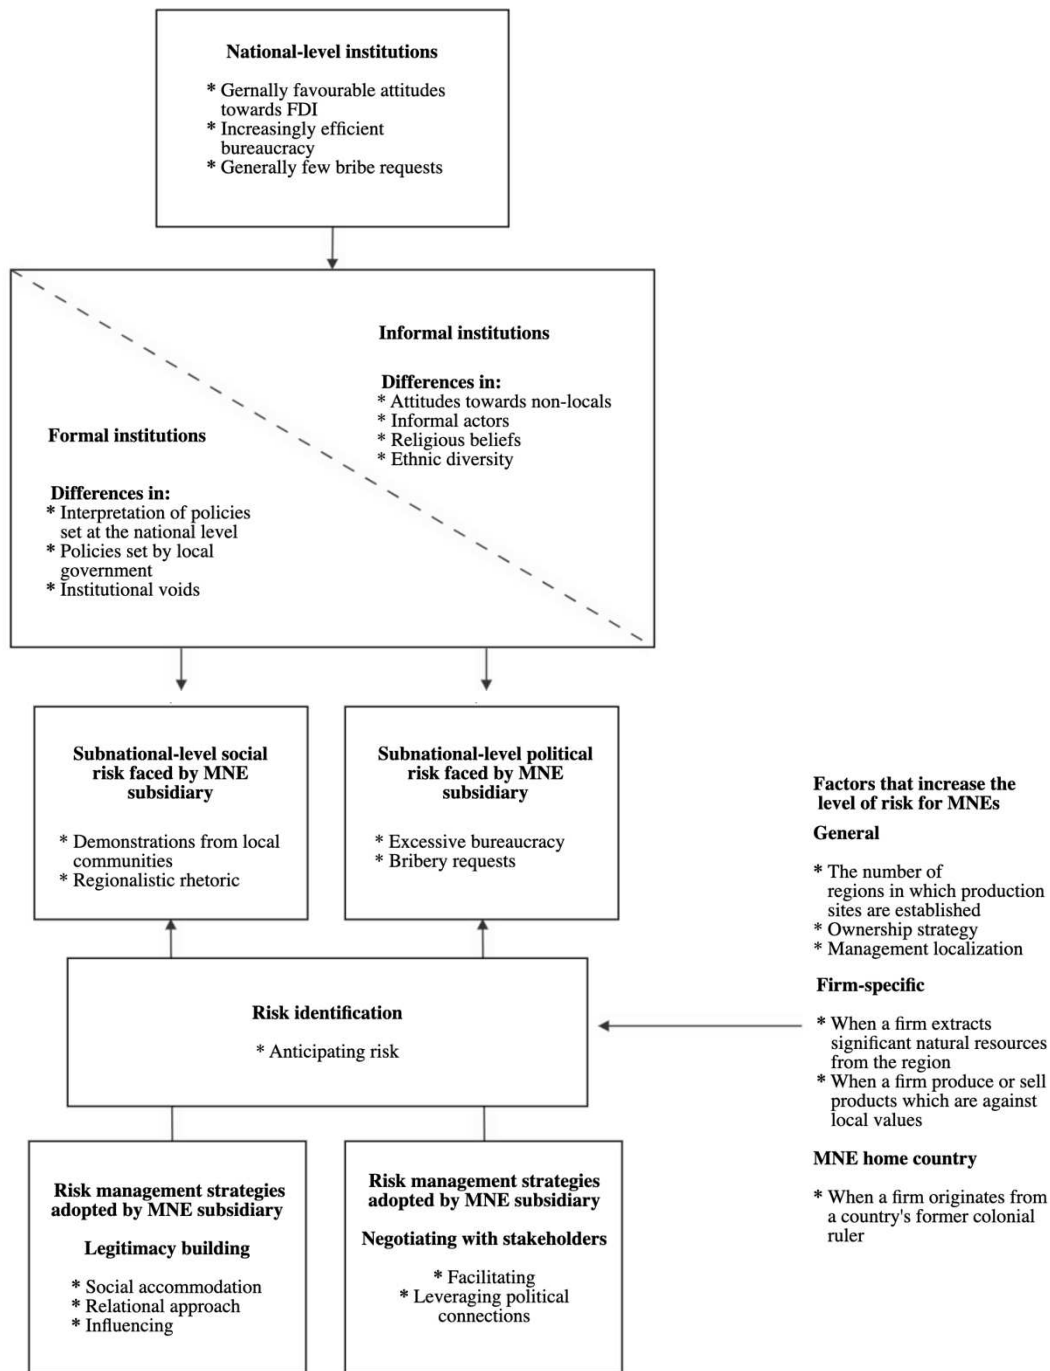 National-level institutions
* Gernally favourable attitudes
towards FDI
* Increasingly efficient
bureaucracy
* Generally few bribe requests
Informal institutions
Differences in:
* Attitudes towards non-locals
* Informal actors
* Religious beliefs
* Ethnic diversity
Formal institutions
Differences in:
* Interpretation of policies
set at the national level
* Policies set by local
government
* Institutional voids
Subnational-level social
risk faced by MNE
subsidiary
* Demonstrations from local
communities
* Regionalistic rhetoric
Subnational-level political
risk faced by MNE
subsidiary
* Excessive bureaucracy
* Bribery requests
Factors that increase the
level of risk for MNEs
General
* The number of
regions in which production
sites are established
* Ownership strategy
* Management localization
Firm-specific
* When a firm extracts
significant natural resources
from the region
* When a firm produce or sell
products which are against
local values
MNE home country
* When a firm originates from
a country's former colonial
ruler
Risk identification
* Anticipating risk
Risk management strategies
adopted by MNE subsidiary
Legitimacy building
* Social accommodation
* Relational approach
* Influencing
Risk management strategies
adopted by MNE subsidiary
Negotiating with stakeholders
* Facilitating
* Leveraging political
connections